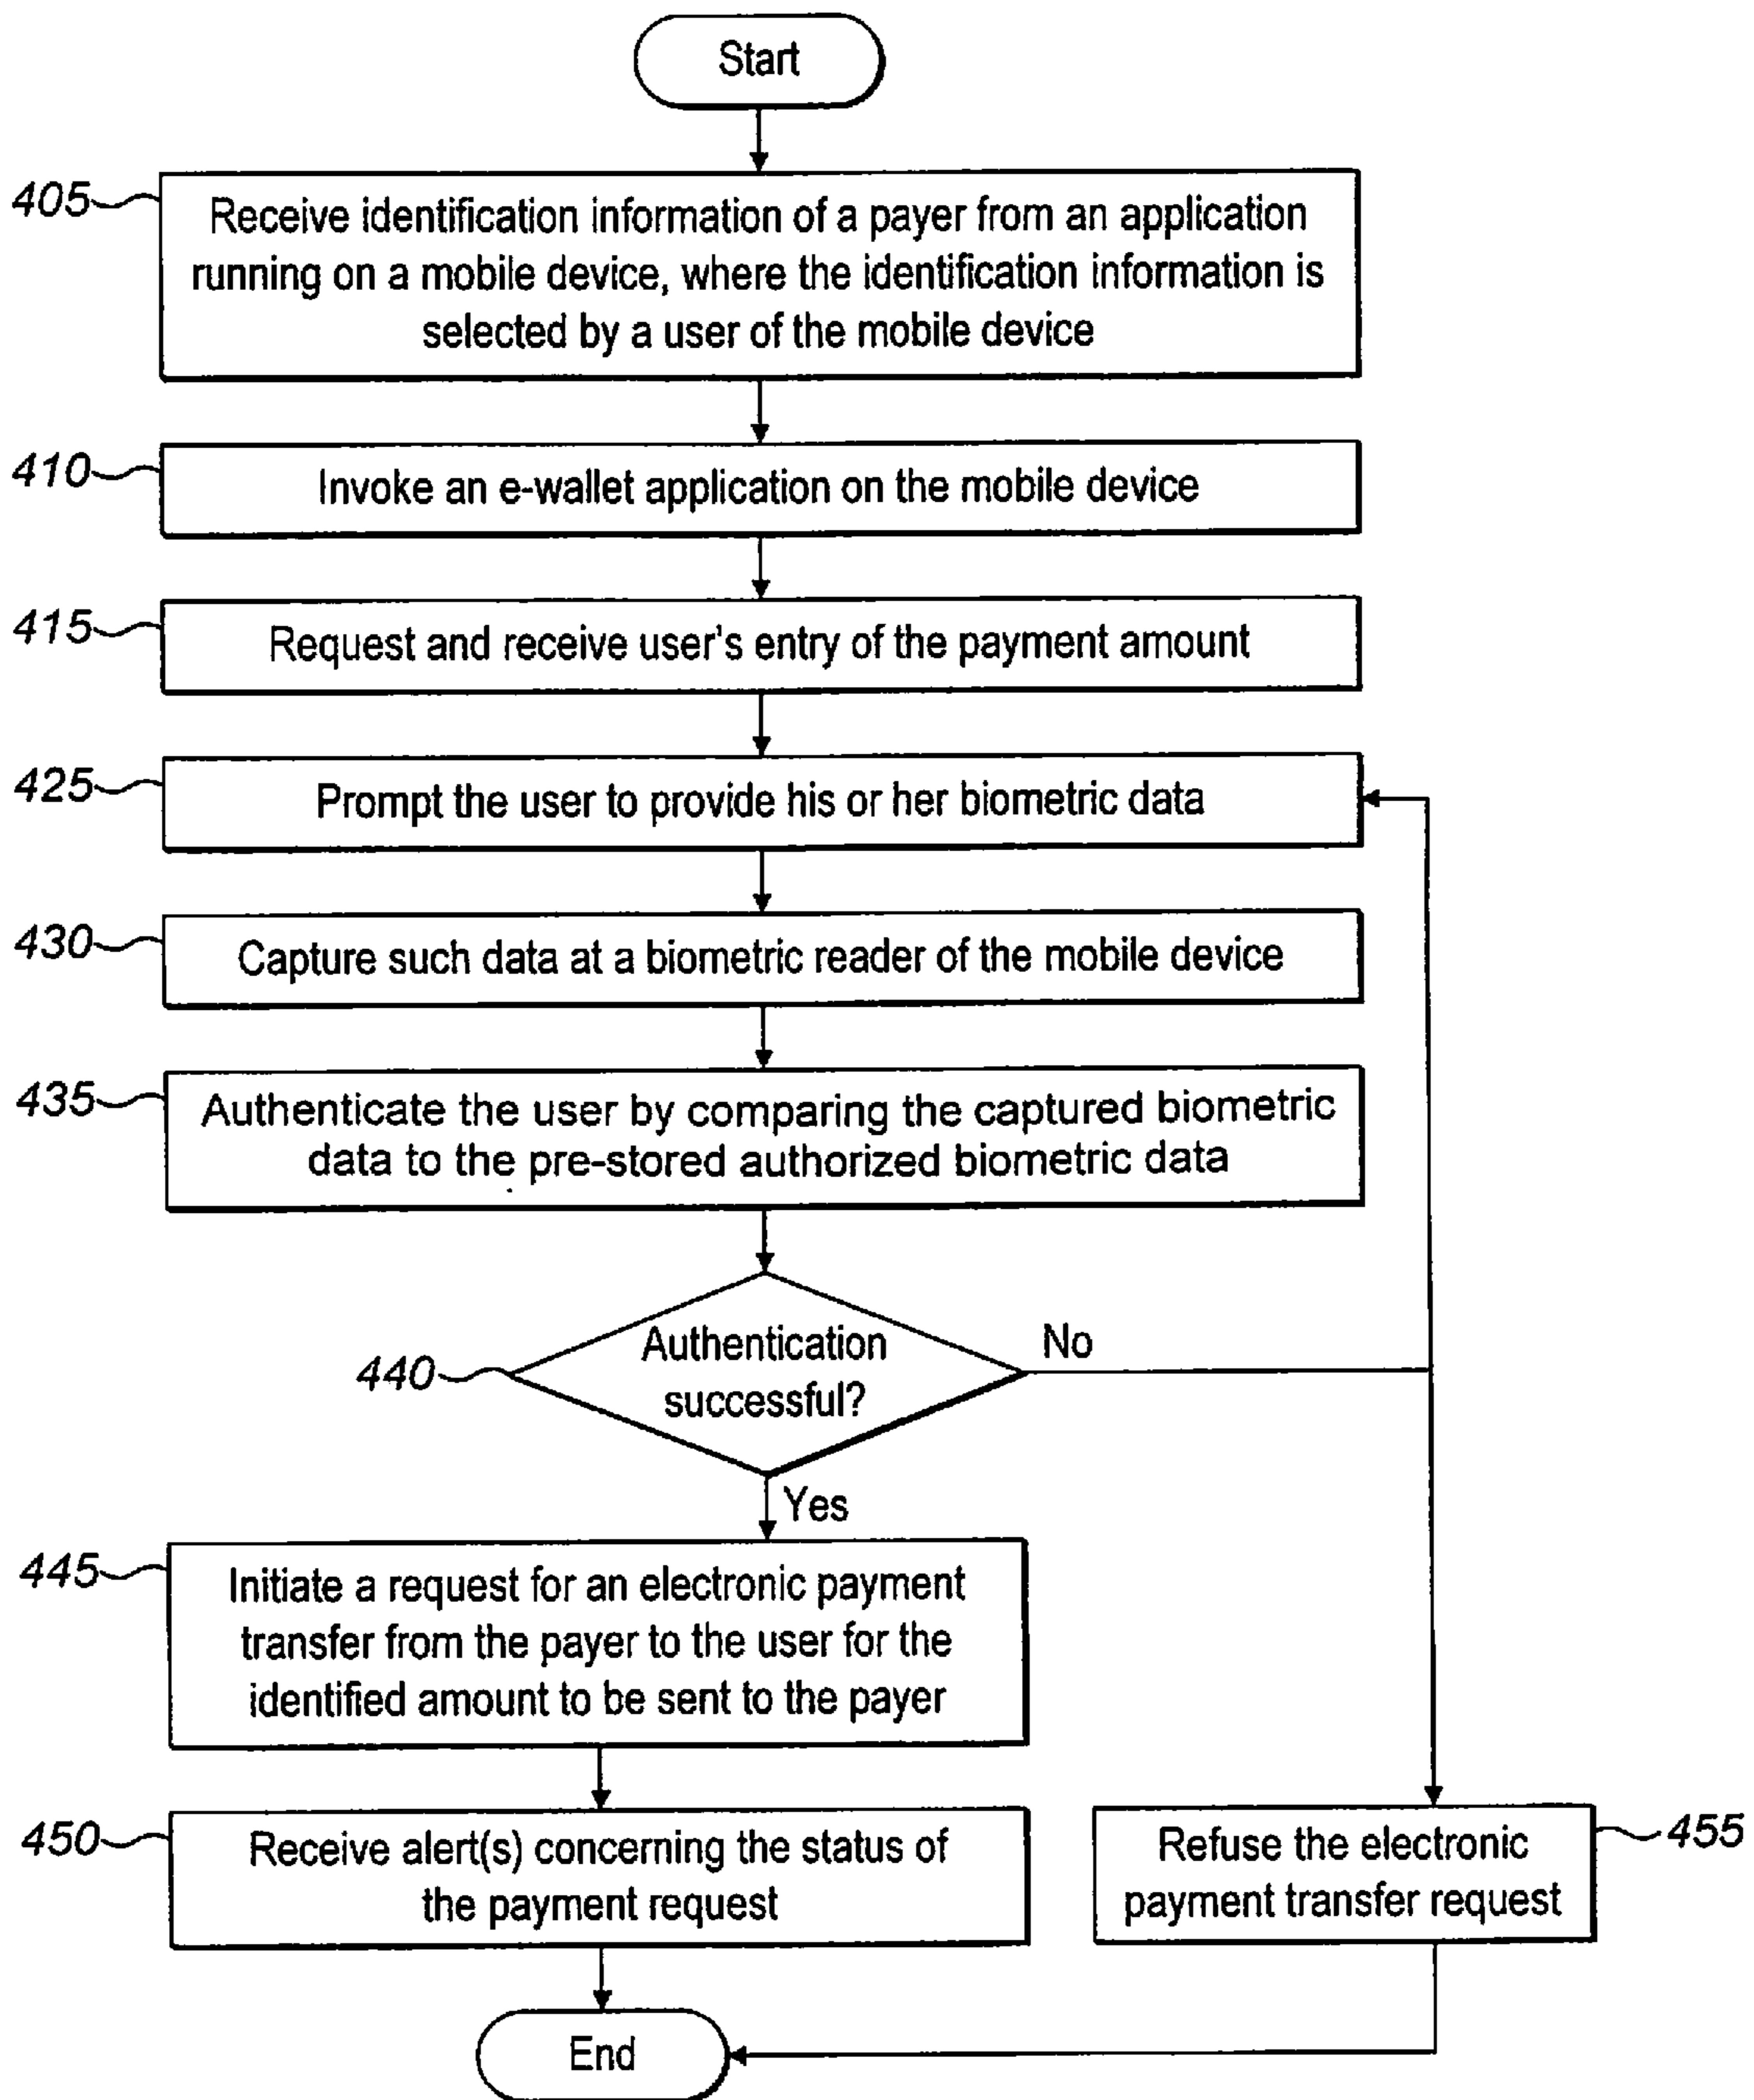 Start
405
Receive identification information of a payer from an application
running on a mobile device, where the identification information is
selected by a user of the mobile device
410
Invoke an e-wallet application on the mobile device
415
Request and receive user's entry of the payment amount
425
Prompt the user to provide his or her biometric data
430
Capture such data at a biometric reader of the mobile device
435
Authenticate the user by comparing the captured biometric
data to the pre-stored authorized biometric data
440
Authentication
successful?
No
Yes
445
Initiate a request for an electronic payment
transfer from the payer to the user for the
identified amount to be sent to the payer
450
Receive alert(s) concerning the status of
the payment request
455
Refuse the electronic
payment transfer request
End